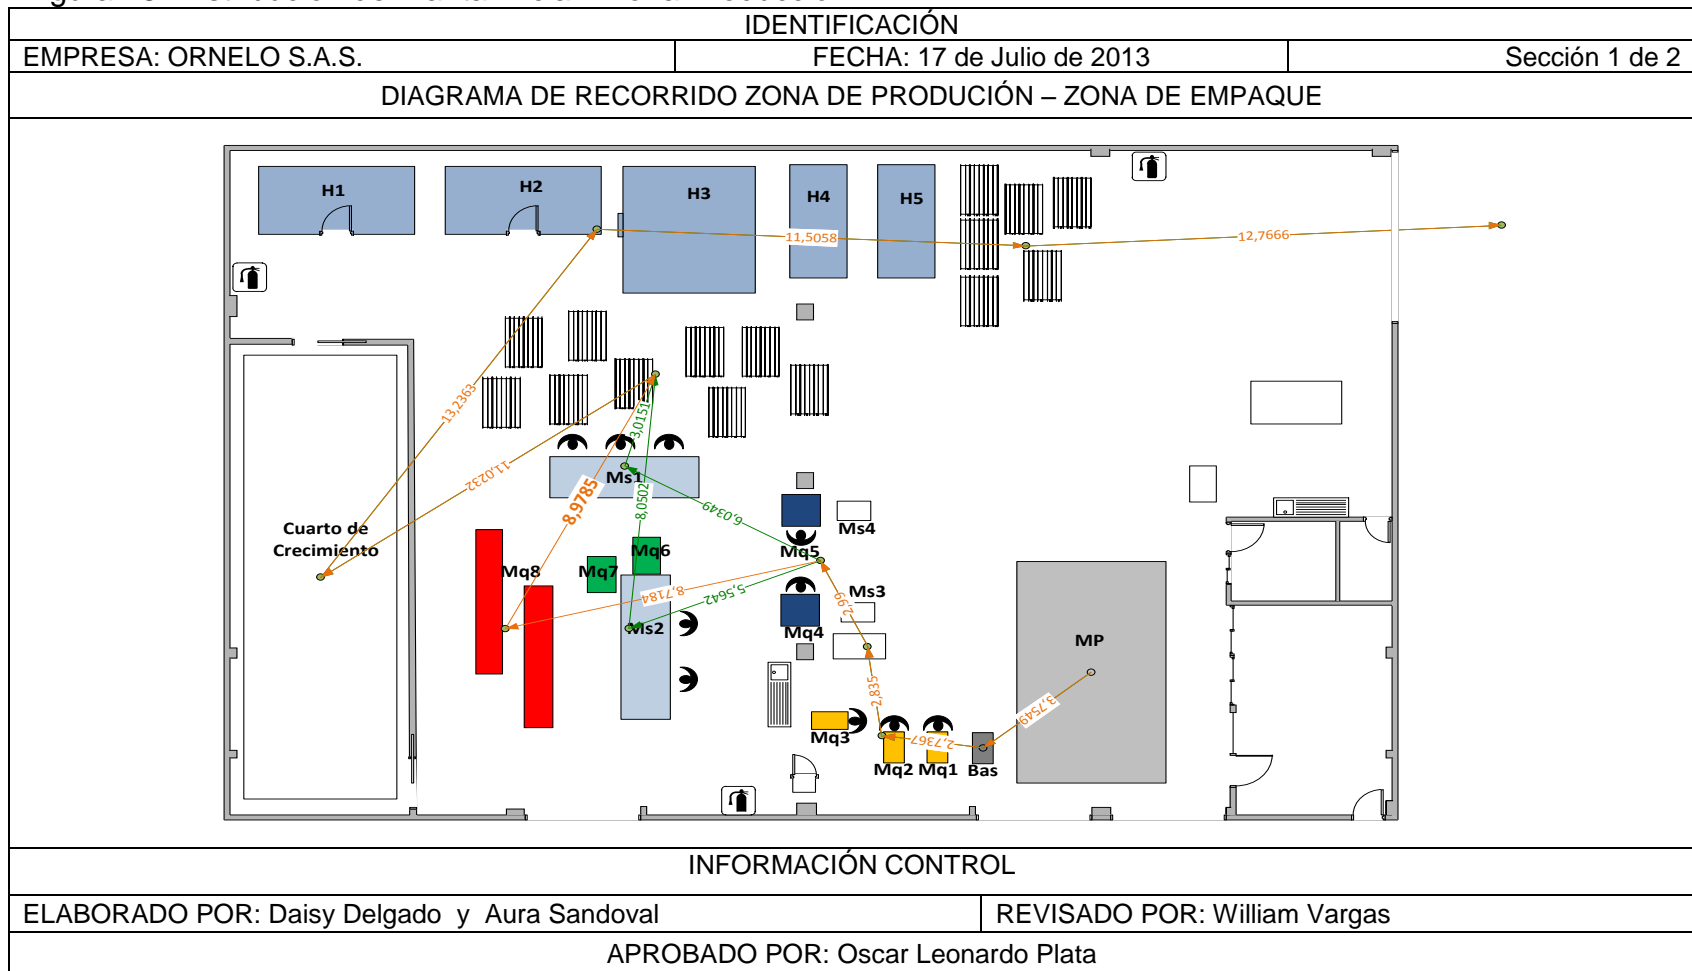 IDENTIFICACIÓN
EMPRESA: ORNELO S.A.S.
FECHA: 17 de Julio de 2013
Sección 1 de 2
DIAGRAMA DE RECORRIDO ZONA DE PRODUCIÓN – ZONA DE EMPAQUE
H1
H2
H3
H4
H5
11,5058
12,7666
13,2363
11,0232
3,0151
Ms1
8,9785
8,0502
6,0349
Ms4
Cuarto de
Crecimiento
Mq5
Mq6
Mq7
Mq8
8,7184
5,5642
2,99
Ms3
Ms2
Mq4
MP
2,835
3,7549
Mq3
2,7367
Mq2
Mq1
Bas
INFORMACIÓN CONTROL
ELABORADO POR: Daisy Delgado y Aura Sandoval
REVISADO POR: William Vargas
APROBADO POR: Oscar Leonardo Plata